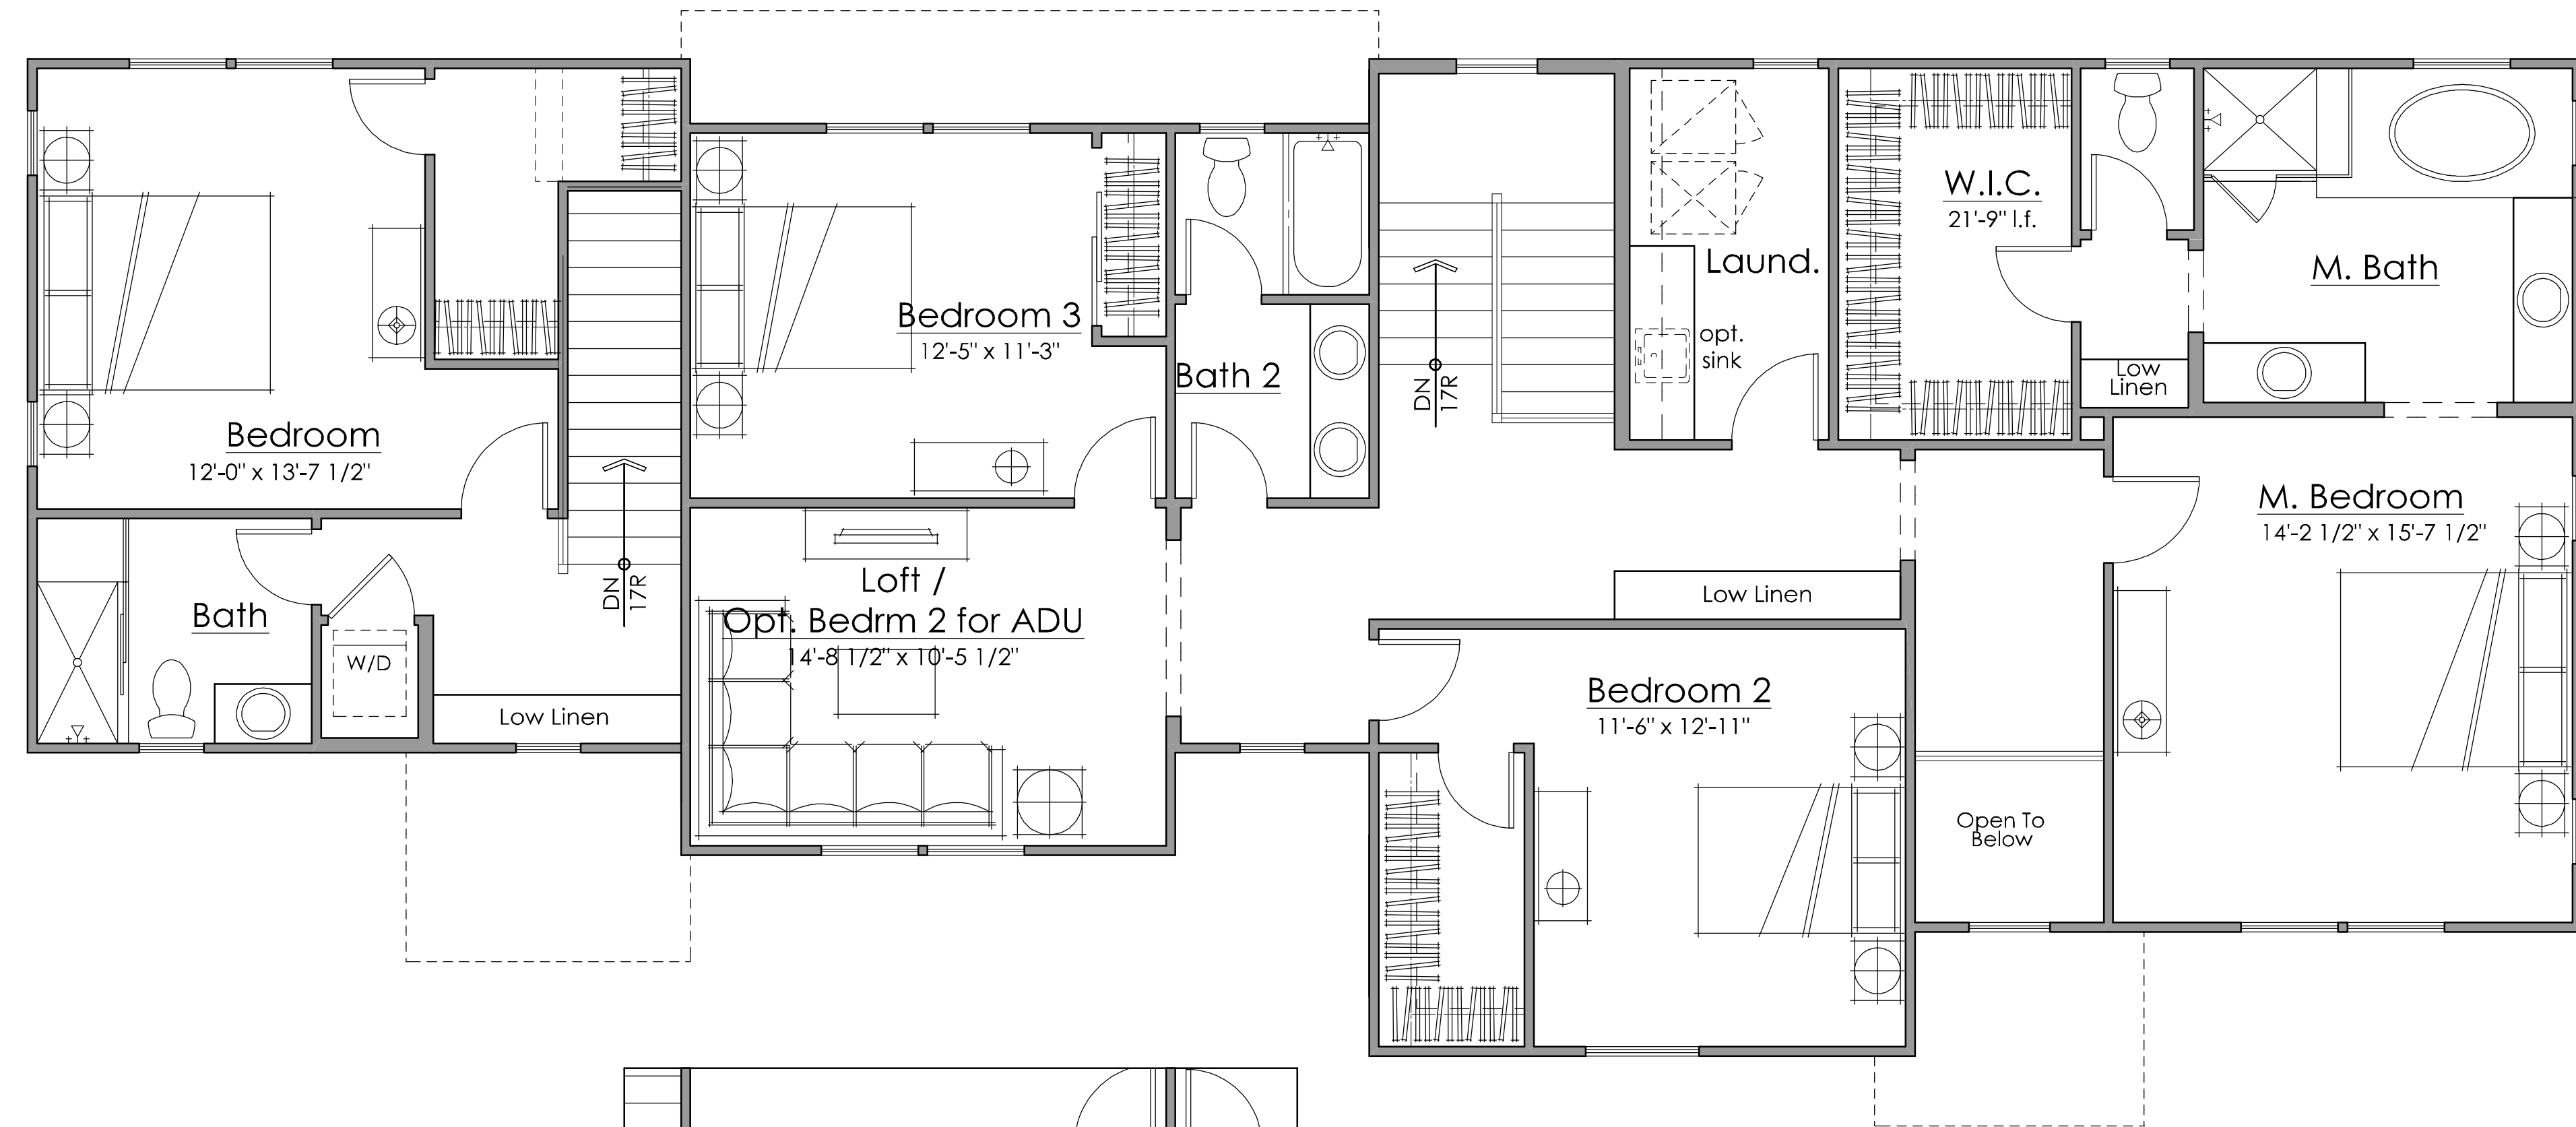 Bedroom
12'-0" x 13'-7 1/2"
Bath
W/D
Low Linen
DN
17R
Bedroom 3
12'-5" x 11'-3"
Bath 2
Loft /
Opt. Bedrm 2 for ADU
14'-8 1/2" x 10'-5 1/2"
DN
17R
Laund.
opt.
sink
W.I.C.
21'-9" l.f.
Low
Linen
M. Bath
M. Bedroom
14'-2 1/2" x 15'-7 1/2"
Low Linen
Bedroom 2
11'-6" x 12'-11"
Open To
Below